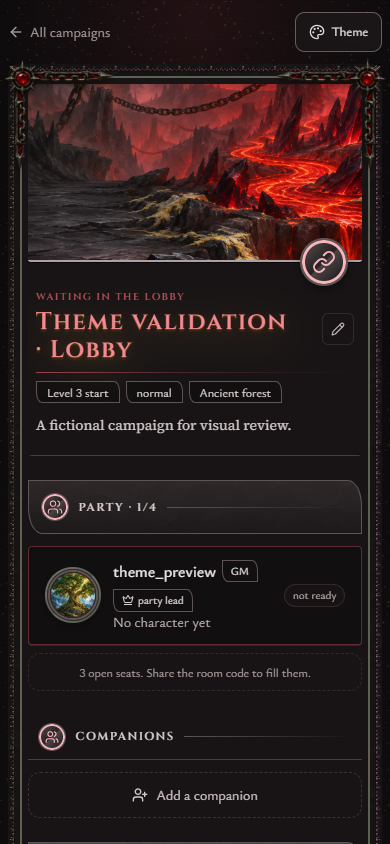 All campaigns
Theme
WAITING IN THE LOBBY
THEME VALIDATION
· LOBBY
Level 3 start
normal
Ancient forest
A fictional campaign for visual review.
PARTY · 1/4
theme_preview
GM
party lead
not ready
No character yet
3 open seats. Share the room code to fill them.
COMPANIONS
Add a companion